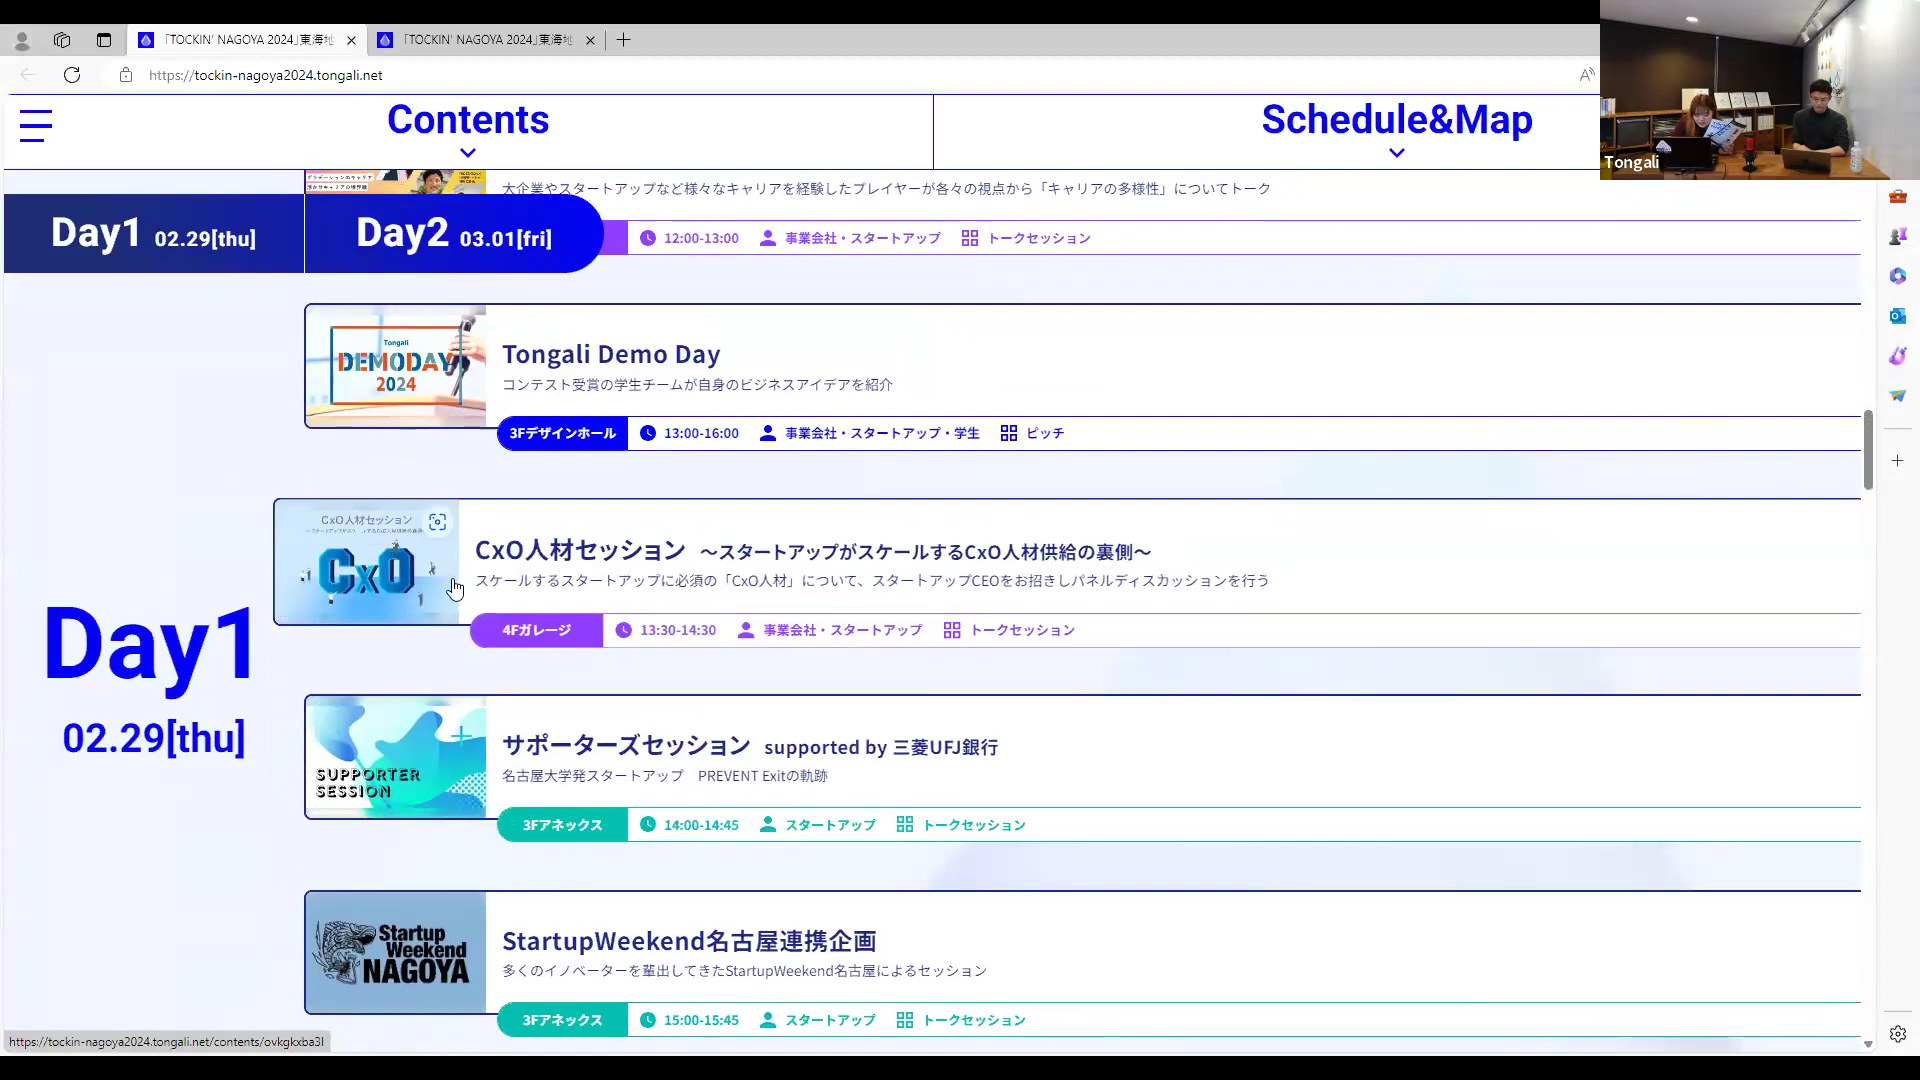 「TOCKIN' NAGOYA 2024」東海地
「TOCKIN' NAGOYA 2024」東海地
https://tockin-nagoya2024.tongali.net
Contents
Schedule&Map
Tongali
大企業やスタートアップなど様々なキャリアを経験したプレイヤーが各々の視点から「キャリアの多様性」についてトーク
Day1 02.29[thu]
Day2 03.01[fri]
12:00-13:00 事業会社・スタートアップ トークセッション
Tongali
DEMODAY
2024
Tongali Demo Day
コンテスト受賞の学生チームが自身のビジネスアイデアを紹介
3Fデザインホール 13:00-16:00 事業会社・スタートアップ・学生 ピッチ
CxO人材セッション
CxO
CxO人材セッション ～スタートアップがスケールするCxO人材供給の裏側～
スケールするスタートアップに必須の「CxO人材」について、スタートアップCEOをお招きしパネルディスカッションを行う
4Fガレージ 13:30-14:30 事業会社・スタートアップ トークセッション
Day1
02.29[thu]
SUPPORTER
SESSION
サポーターズセッション supported by 三菱UFJ銀行
名古屋大学発スタートアップ PREVENT Exitの軌跡
3Fアネックス 14:00-14:45 スタートアップ トークセッション
Startup
Weekend
NAGOYA
StartupWeekend名古屋連携企画
多くのイノベーターを輩出してきたStartupWeekend名古屋によるセッション
3Fアネックス 15:00-15:45 スタートアップ トークセッション
https://tockin-nagoya2024.tongali.net/contents/ovkgkxba3l